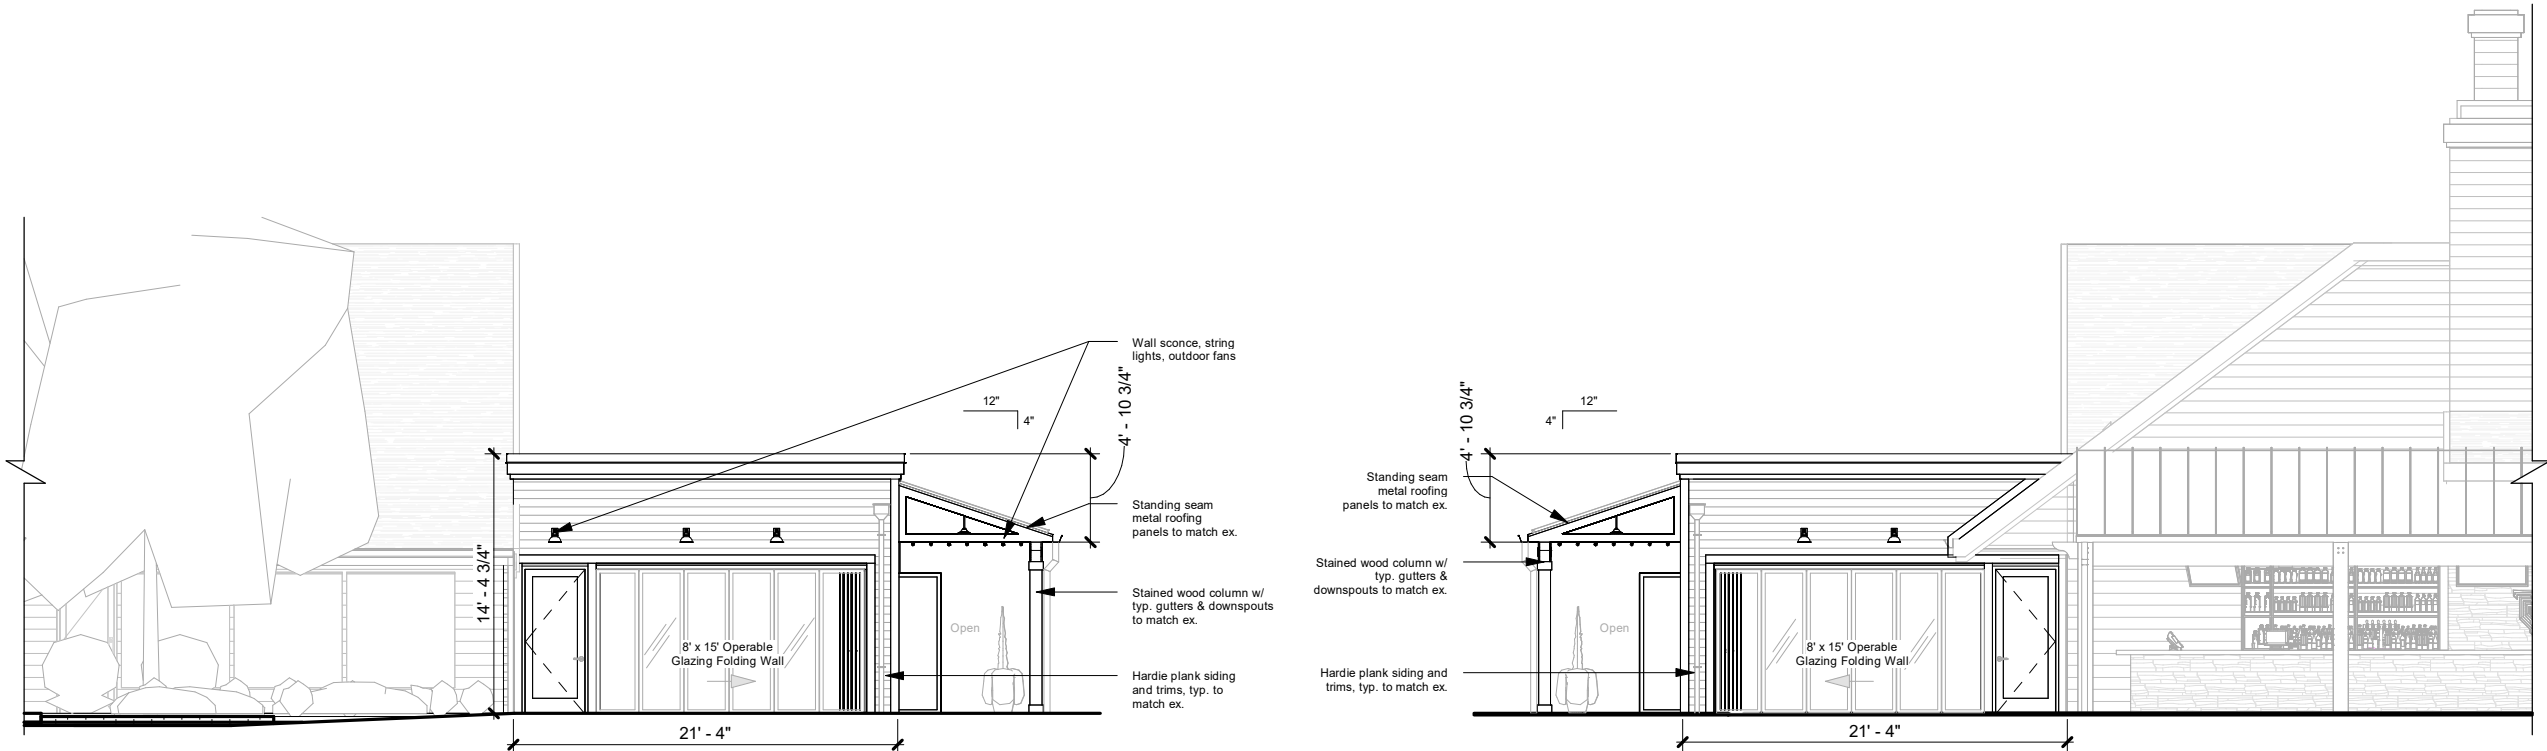 Wall sconce, string
lights, outdoor fans
4' - 10 3/4"
12"
4"
Standing seam
metal roofing
panels to match ex.
14' - 4 3/4"
Stained wood column w/
typ. gutters & downspouts
to match ex.
Open
8' x 15' Operable
Glazing Folding Wall
Hardie plank siding
and trims, typ. to
match ex.
21' - 4"
4' - 10 3/4"
12"
4"
Standing seam
metal roofing
panels to match ex.
Stained wood column w/
typ. gutters &
downspouts to match ex.
Open
8' x 15' Operable
Glazing Folding Wall
Hardie plank siding and
trims, typ. to match ex.
21' - 4"